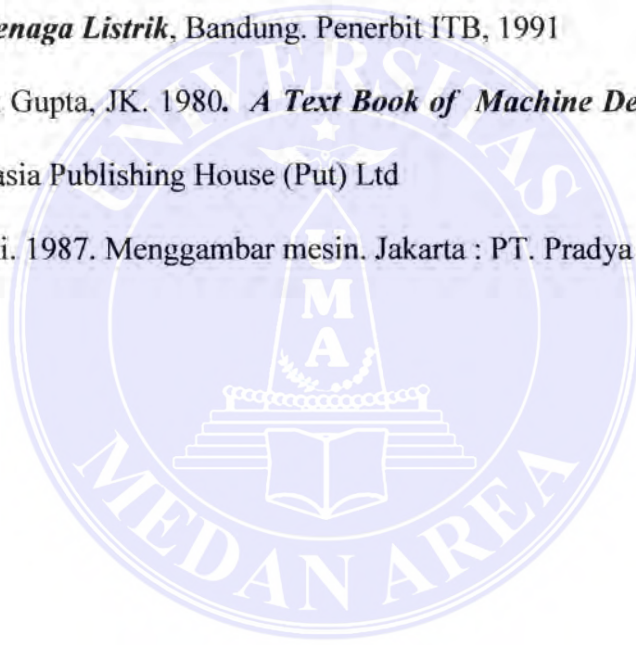 enaga Listrik, Bandung. Penerbit ITB, 1991
Gupta, JK. 1980. A Text Book of Machine De
asia Publishing House (Put) Ltd
i. 1987. Menggambar mesin. Jakarta : PT. Pradya
UNIVERSITAS
UMA
MEDAN AREA